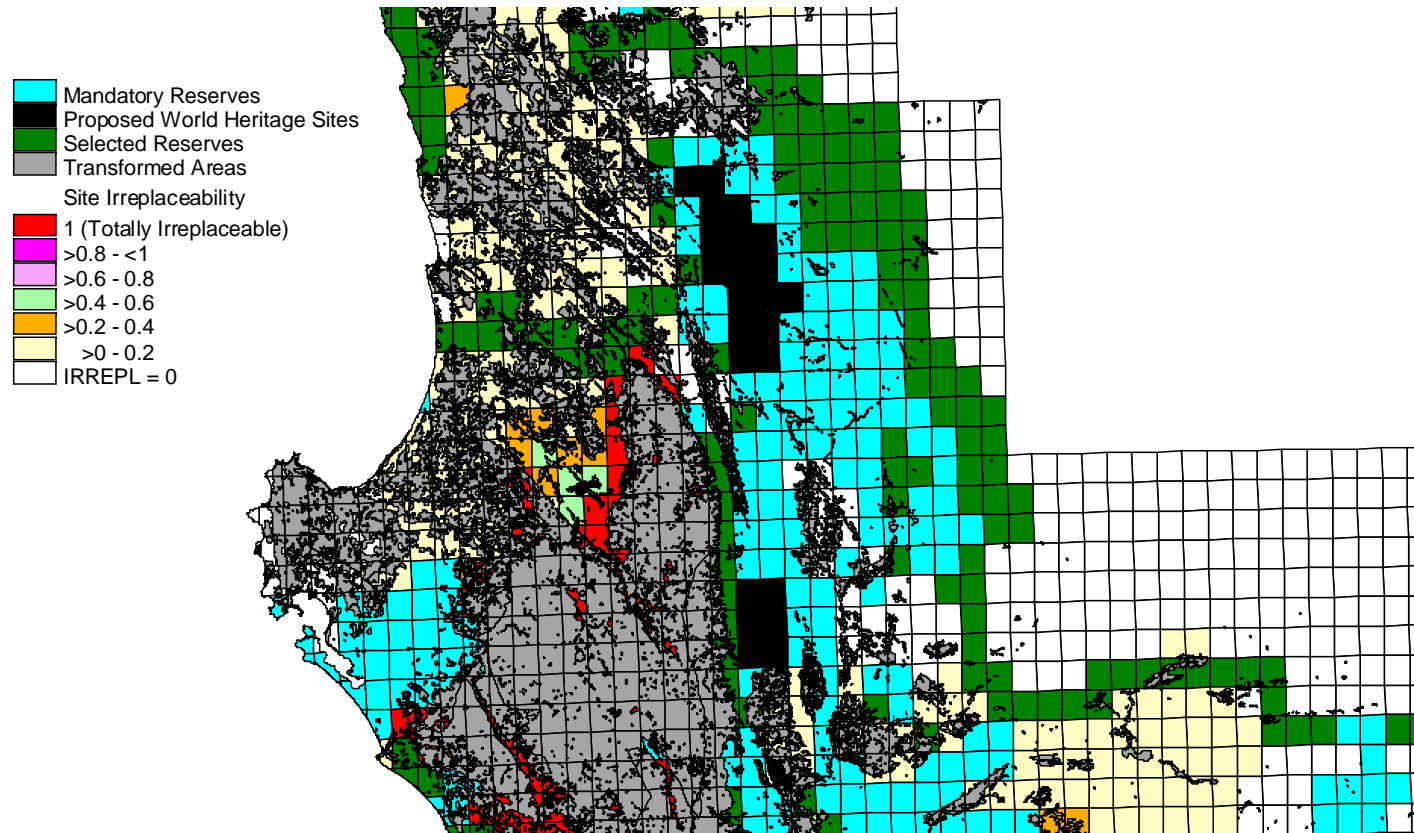 Mandatory Reserves
Proposed World Heritage Sites
Selected Reserves
Transformed Areas
Site Irreplaceability
1 (Totally Irreplaceable)
>0.8 - <1
>0.6 - 0.8
>0.4 - 0.6
>0.2 - 0.4
>0 - 0.2
IRREPL = 0